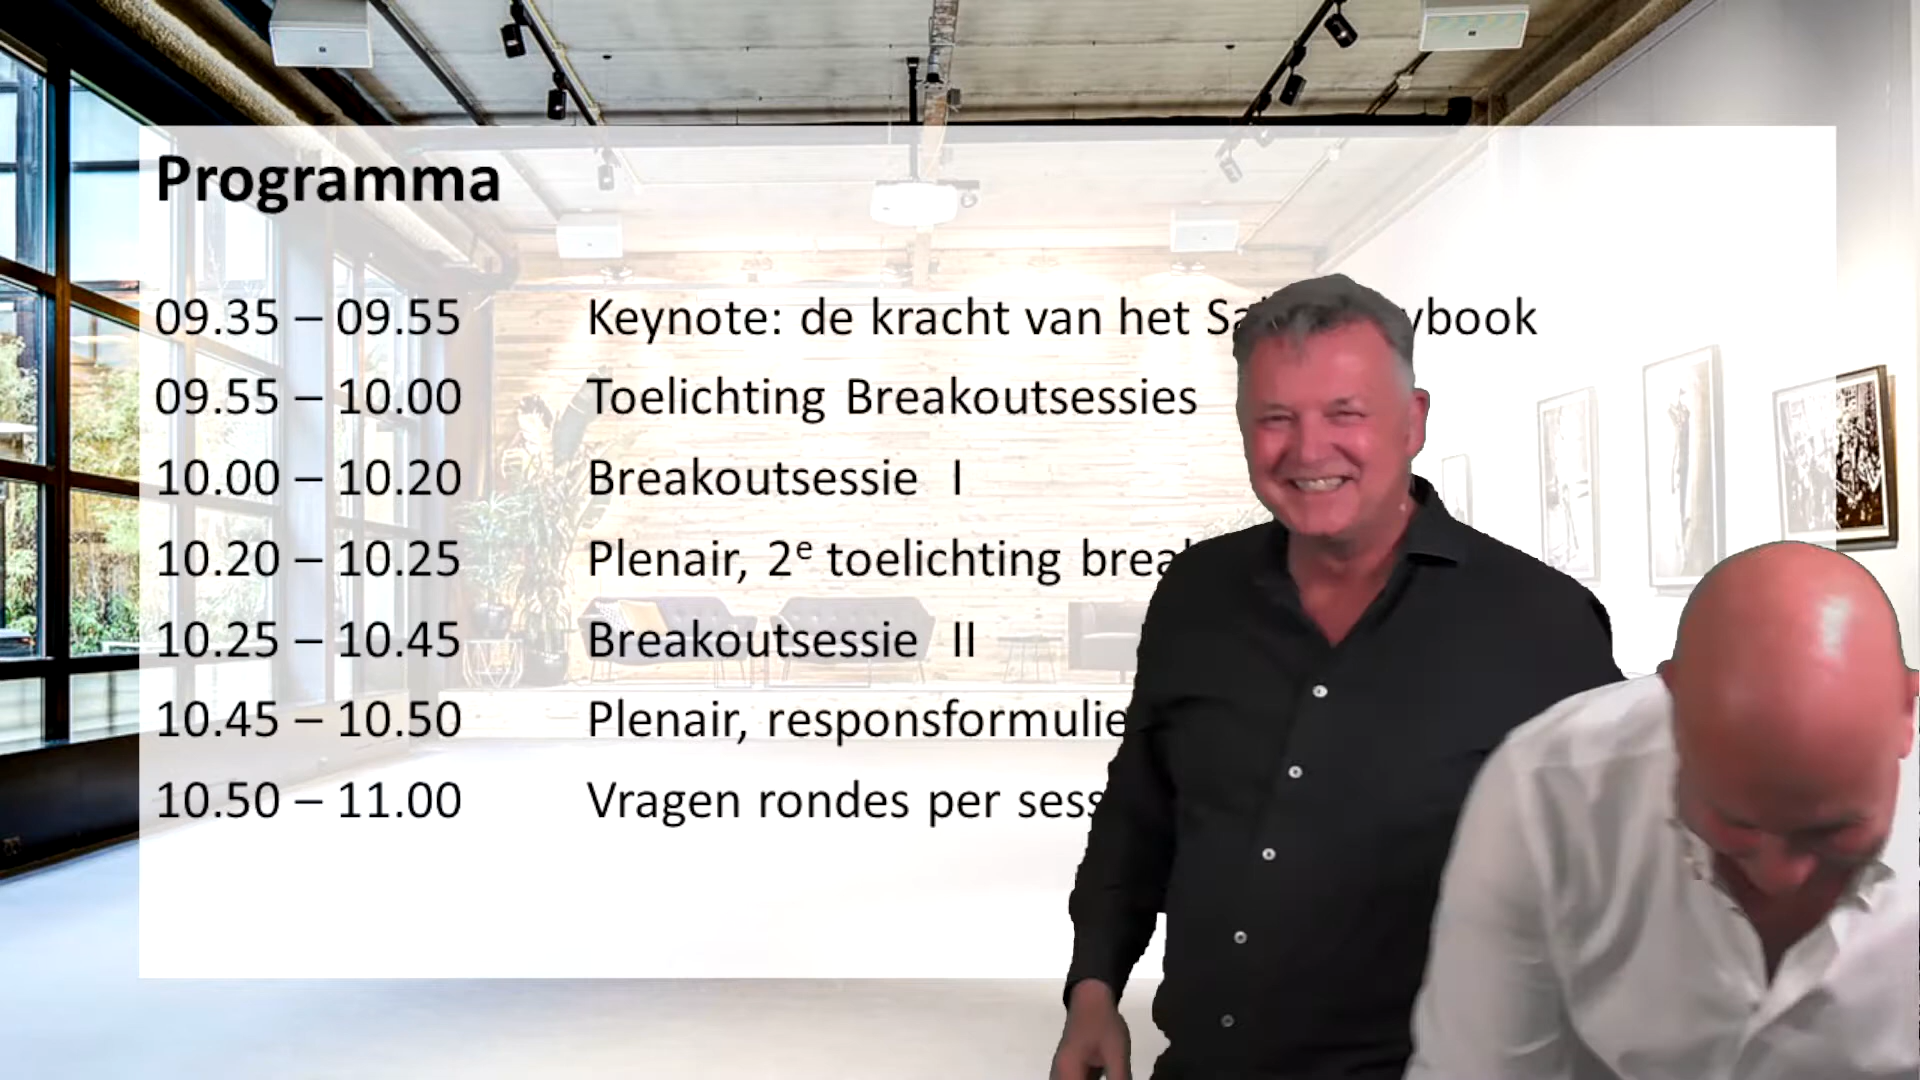 Programma
09.35 – 09.55 Keynote: de kracht van het
09.55 – 10.00 Toelichting Breakoutsessies
10.00 – 10.20 Breakoutsessie I
10.20 – 10.25 Plenair, 2e toelichting
10.25 – 10.45 Breakoutsessie II
10.45 – 10.50 Plenair,
10.50 – 11.00 Vragen rondes per